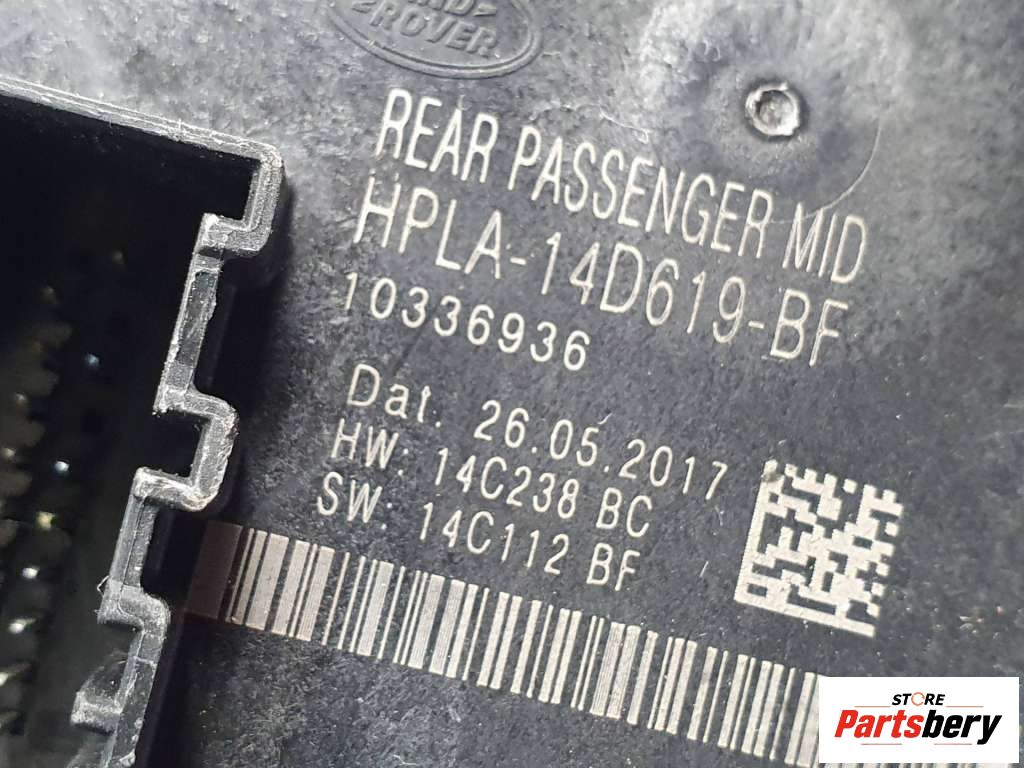 ROVER
REAR PASSENGER MID
HPLA-14D619-BF
10336936
Dat. 26.05.2017
HW: 14C238 BC
SW: 14C112 BF
STORE
Partsbery